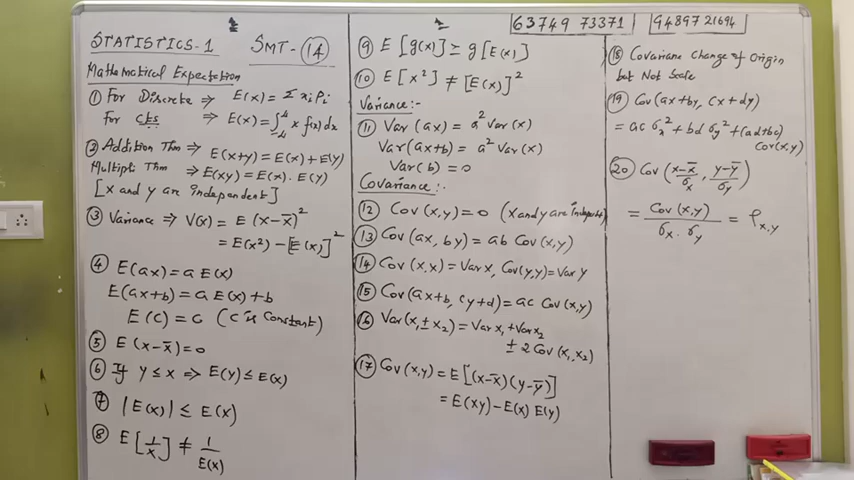 STATISTICS-1 SMT-(14)
Mathematical Expectation
① For Discrete ⇒ E(x) = Σ xi Pi
For cts ⇒ E(x) = ∫ x f(x) dx
② Addition Thm ⇒ E(x+y) = E(x) + E(y)
Multipli Thm ⇒ E(xy) = E(x) . E(y)
[x and y are independent]
③ Variance ⇒ V(x) = E(x-x̄)²
= E(x²) - [E(x)]²
④ E(ax) = a E(x)
E(ax+b) = a E(x) + b
E(c) = c (c is constant)
⑤ E(x-x̄) = 0
⑥ If y ≤ x ⇒ E(y) ≤ E(x)
⑦ |E(x)| ≤ E(x)
⑧ E[1/x] ≠ 1/E(x)
2
⑨ E[g(x)] ≃ g[E(x)]
⑩ E[x²] ≠ [E(x)]²
Variance:-
⑪ Var(ax) = a² Var(x)
Var(ax+b) = a² Var(x)
Var(b) = 0
Covariance:-
⑫ Cov(x,y) = 0 (x and y are
⑬ Cov(ax, by) = ab Cov(x,y)
⑭ Cov(x,x) = Var x, Cov(y,y) = Var y
⑮ Cov(ax+b, cy+d) = ac Cov(x,y)
⑯ Var(x₁ ± x₂) = Var x₁ + Var x₂
± 2 Cov(x₁, x₂)
⑰ Cov(x,y) = E[(x-x̄)(y-ȳ)]
= E(xy) - E(x) E(y)
63749 73371
94897 21694
⑱ Covariance Change of Origin
but Not Scale
⑲ Cov(ax+by, cx+dy)
= ac σx² + bd σy² + (ad+bc)
Cov(x,y)
⑳ Cov((x-x̄)/σx, (y-ȳ)/σy)
= Cov(x,y)/(σx . σy) = ρx,y